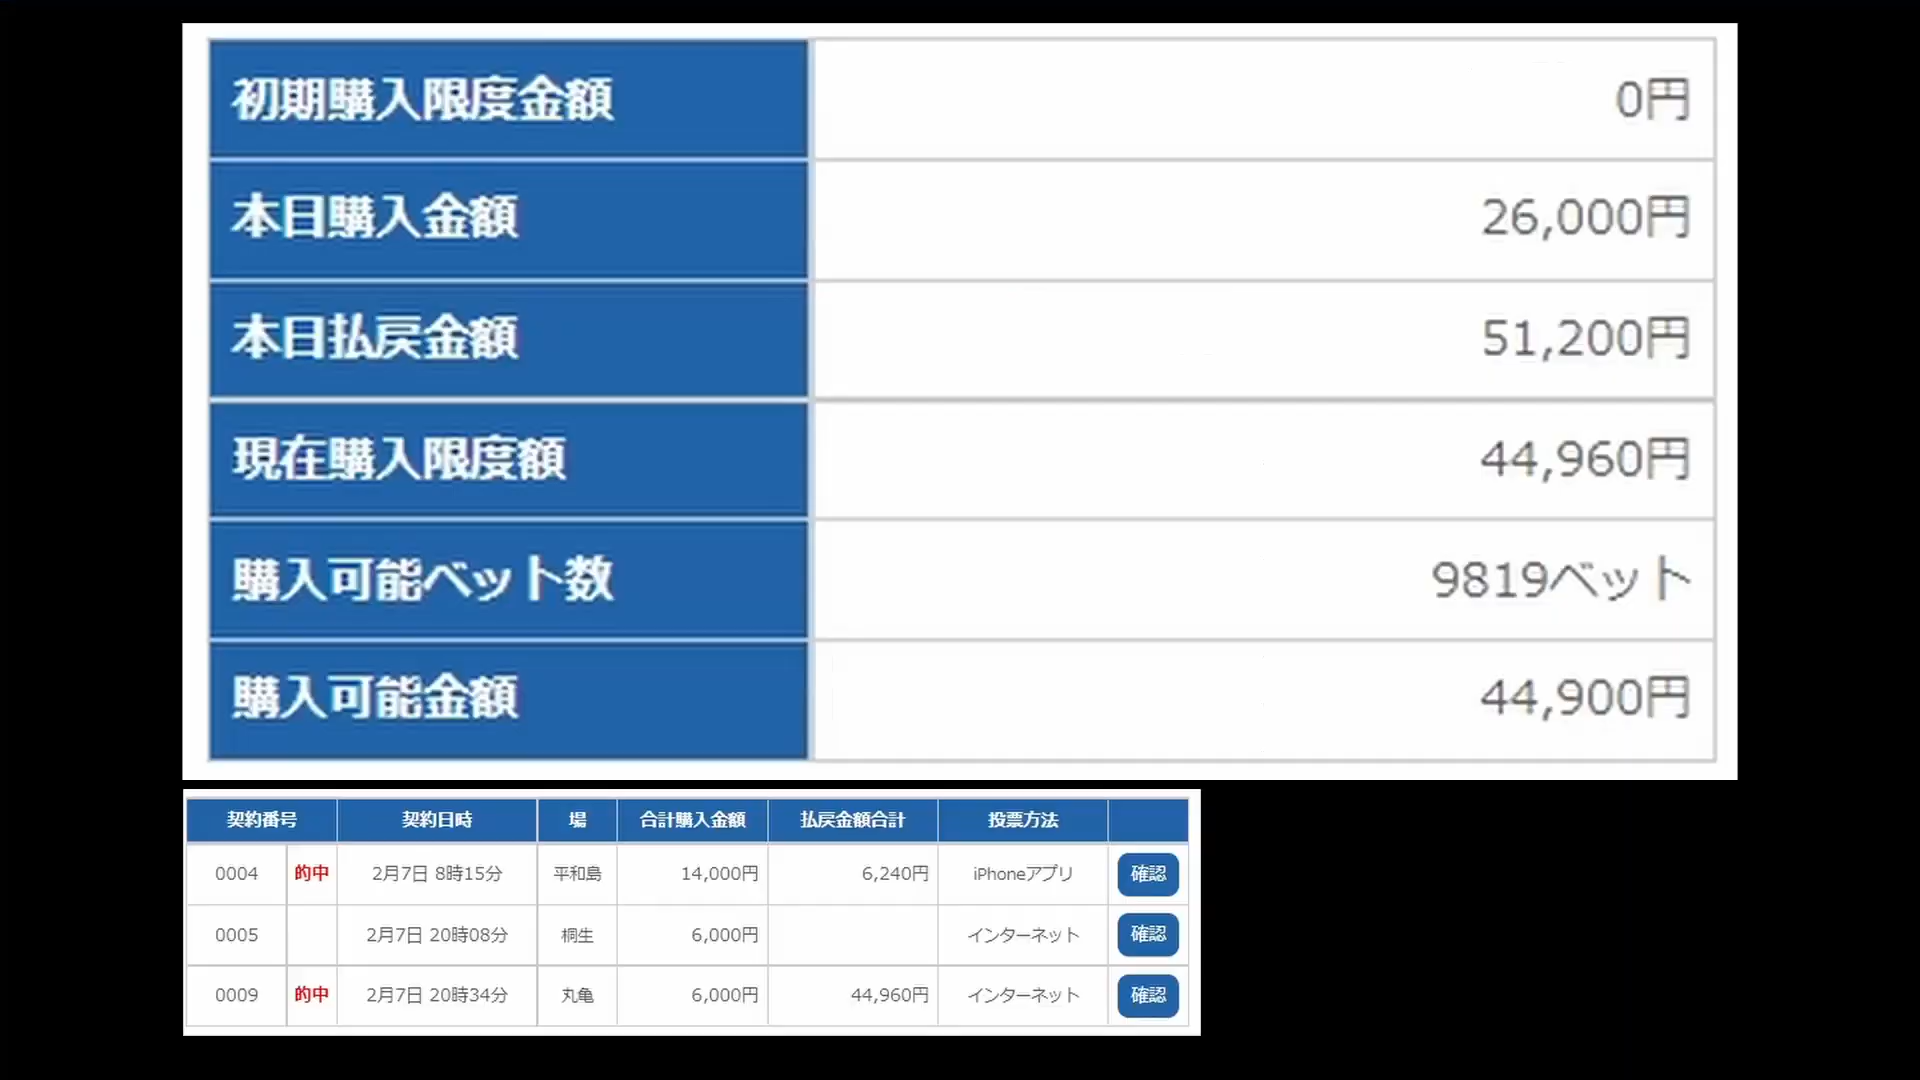 初期購入限度金額 0円
本日購入金額 26,000円
本日払戻金額 51,200円
現在購入限度額 44,960円
購入可能ベット数 9819ベット
購入可能金額 44,900円
契約番号 契約日時 場 合計購入金額 払戻金額合計 投票方法
0004 的中 2月7日 8時15分 平和島 14,000円 6,240円 iPhoneアプリ 確認
0005 2月7日 20時08分 桐生 6,000円 インターネット 確認
0009 的中 2月7日 20時34分 丸亀 6,000円 44,960円 インターネット 確認